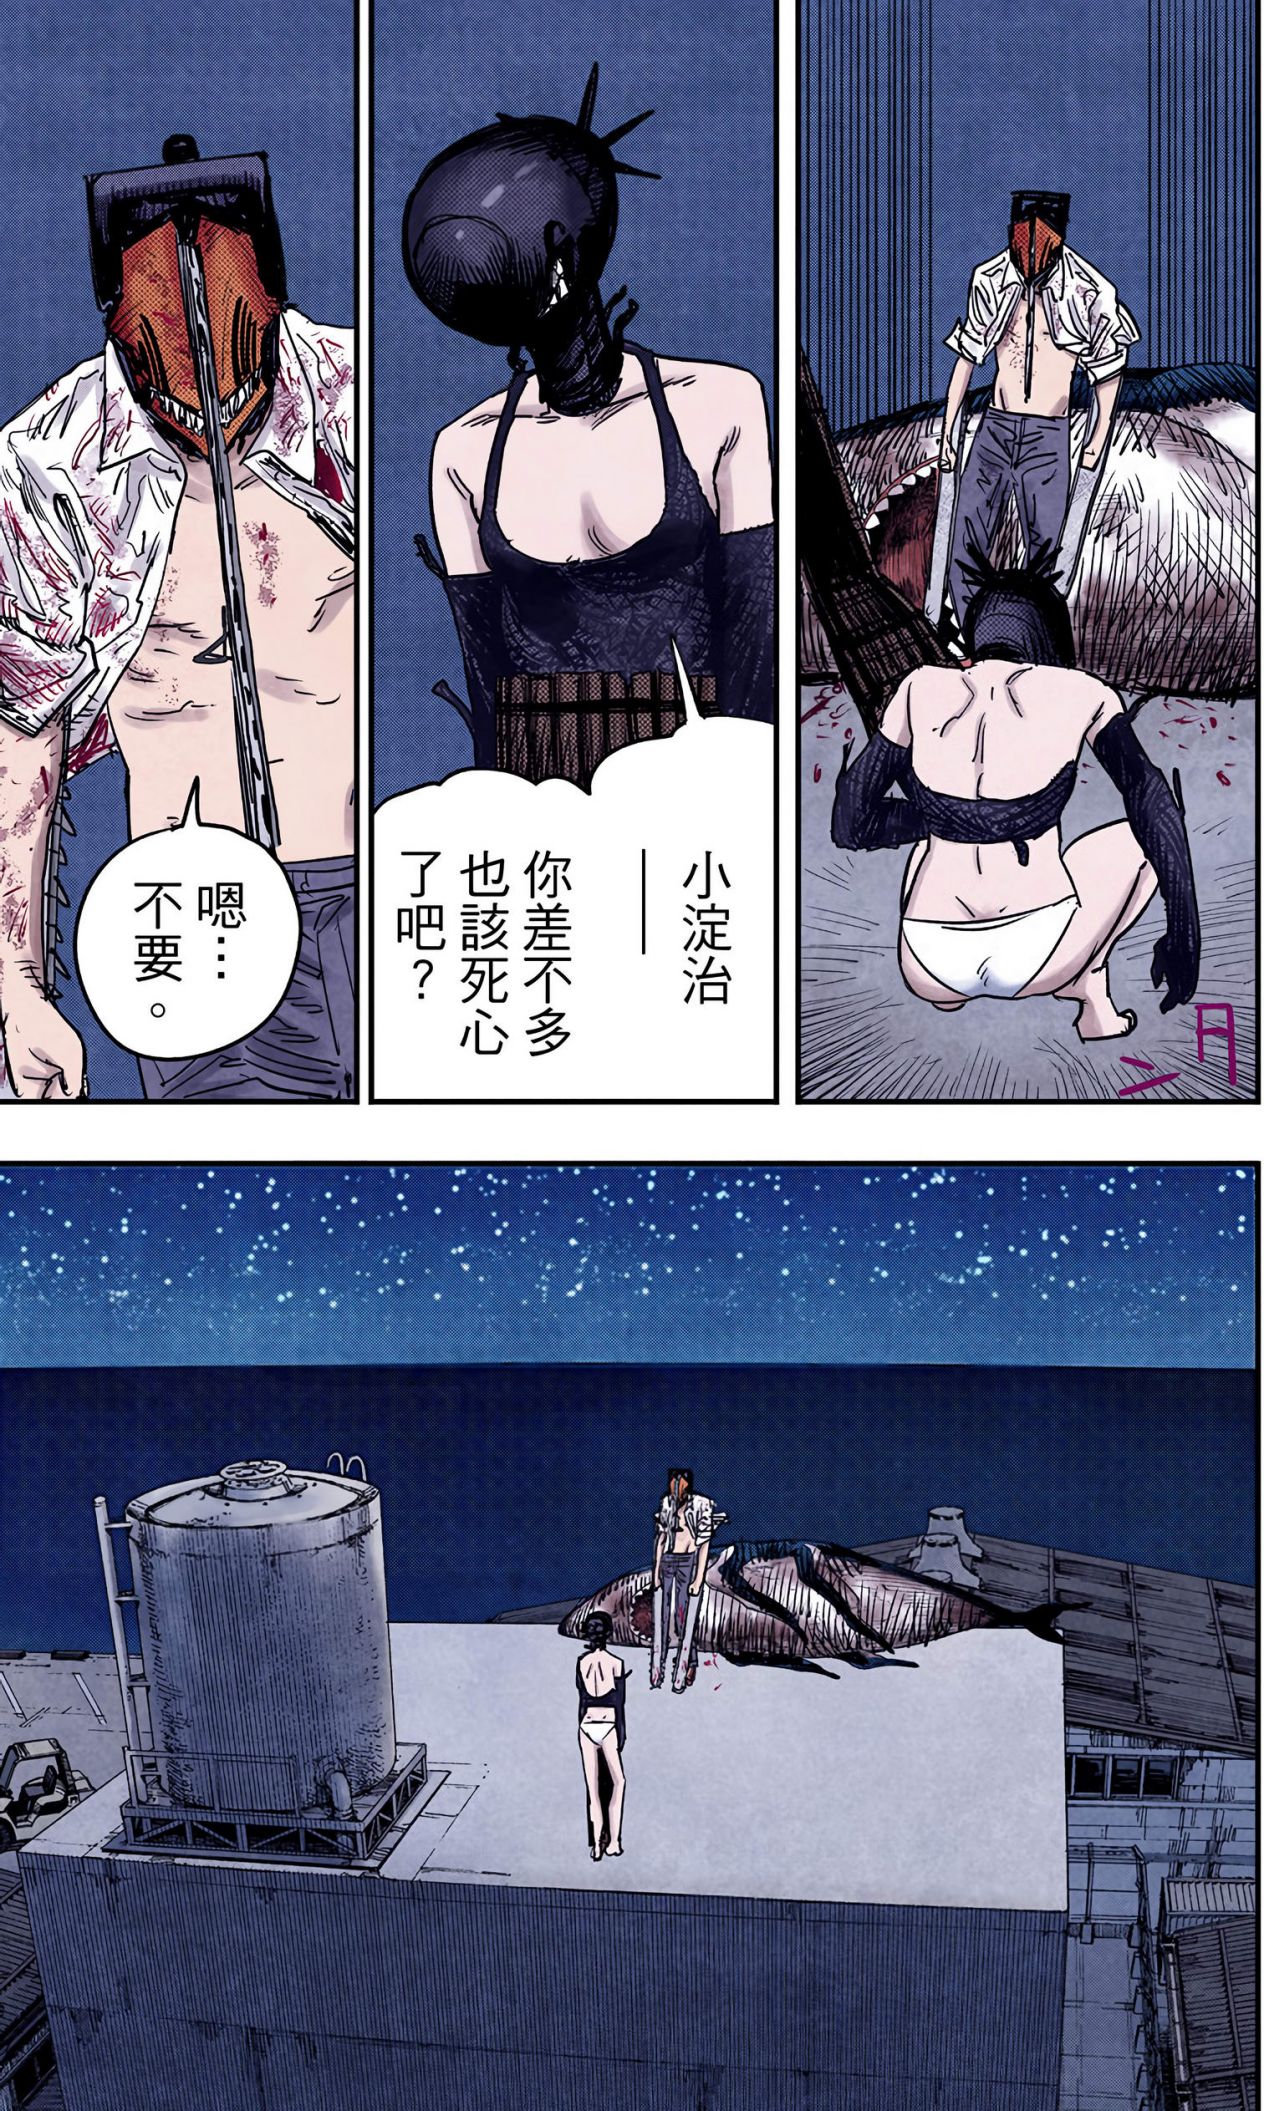 小淀治
——
你差不多
也該死心
了吧？
嗯…
不要。